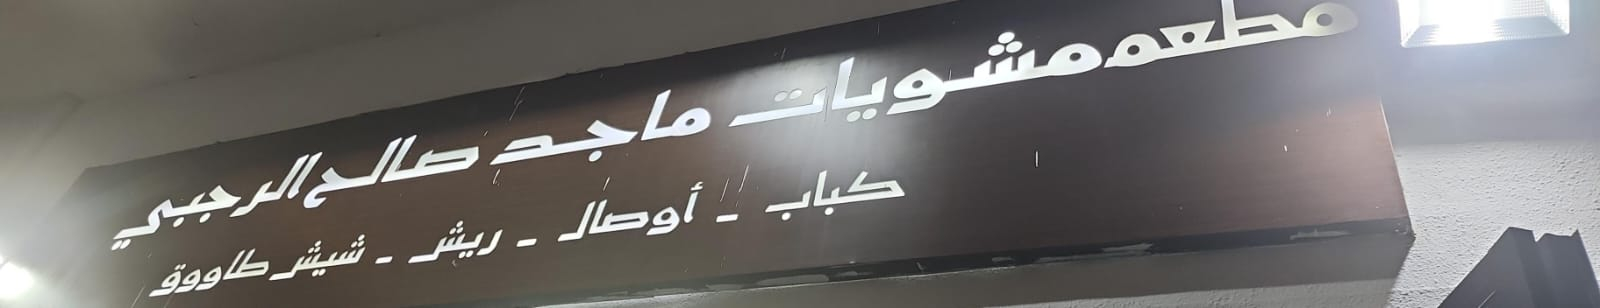 مطعم مشويات ماجد صالح الرجبي
كباب - أوصال - ريش - شيش طاووق